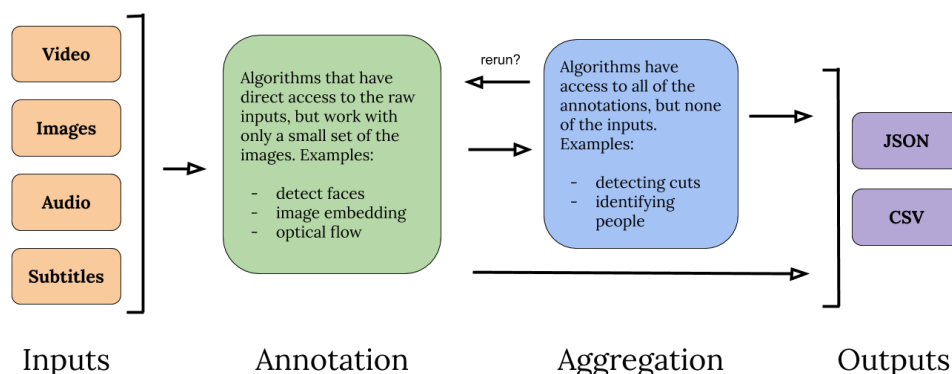 Video
Images
Audio
Subtitles
Algorithms that have
direct access to the raw
inputs, but work with
only a small set of the
images. Examples:
- detect faces
- image embedding
- optical flow
rerun?
Algorithms have
access to all of the
annotations, but none
of the inputs.
Examples:
- detecting cuts
- identifying
people
JSON
CSV
Inputs
Annotation
Aggregation
Outputs